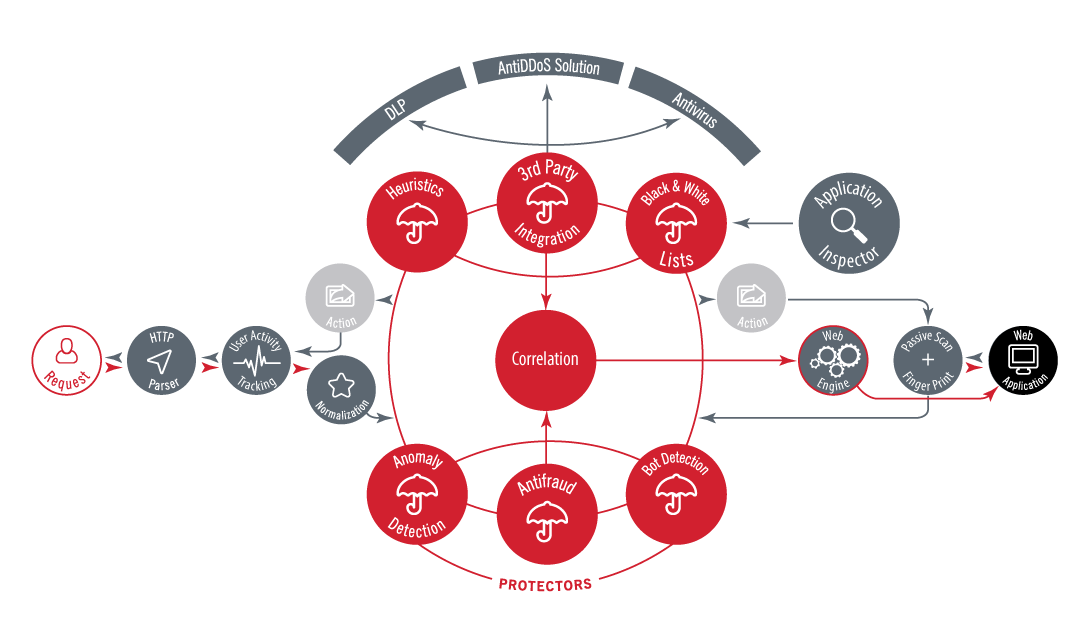 AntiDDoS Solution
DLP
Antivirus
Heuristics
3rd Party
Integration
Black & White
Lists
Application
Inspector
Action
Action
Request
HTTP
Parser
User Activity
Tracking
Normalization
Correlation
Web
Engine
Passive Scan
Finger Print
Web
Application
Anomaly
Detection
Antifraud
Bot Detection
PROTECTORS